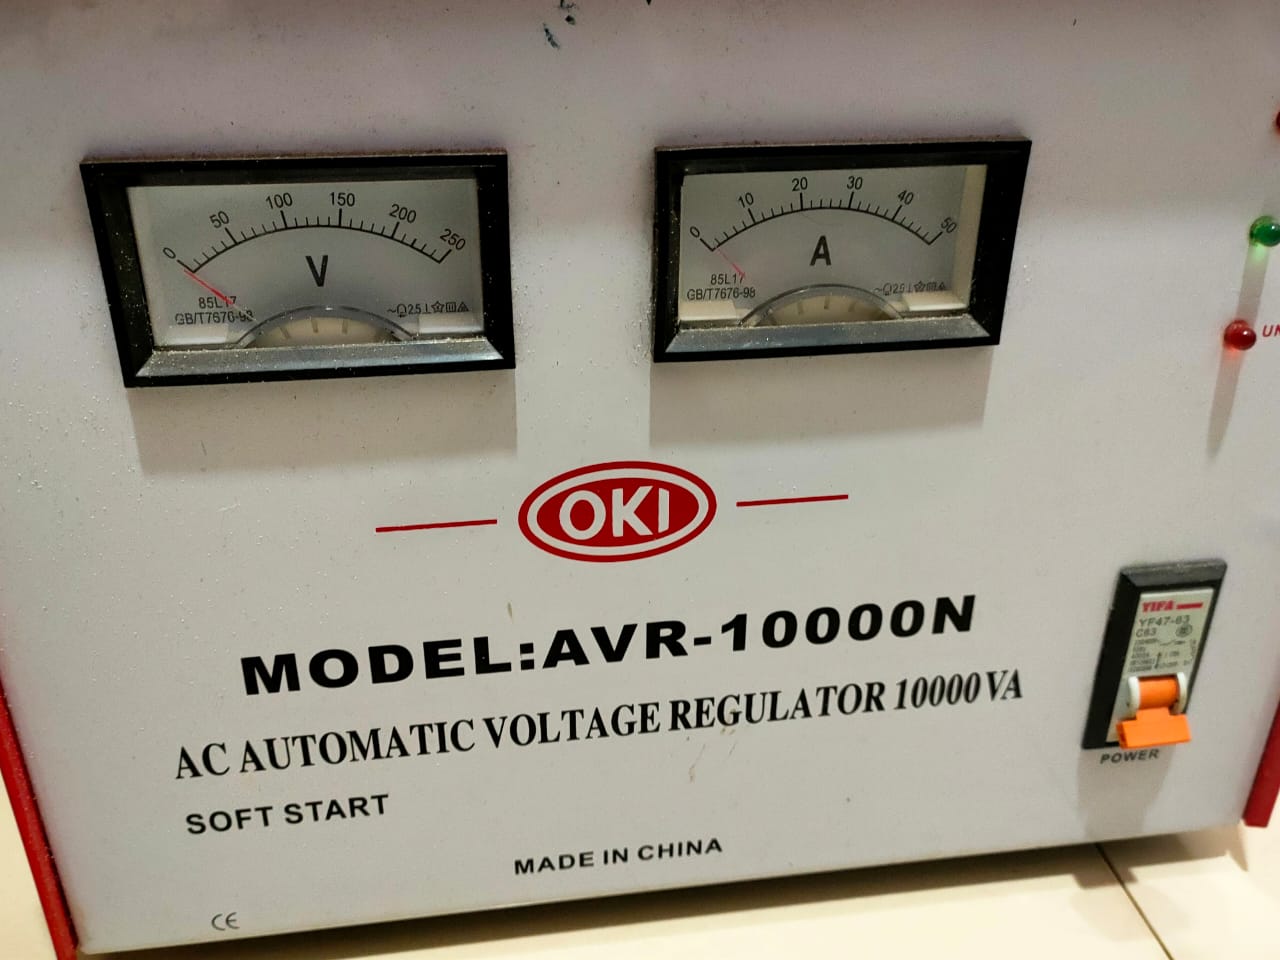 0 50 100 150 200 250
V
85L17
GB/T7676-98
0 10 20 30 40 50
A
85L17
GB/T7676-98
OKI
MODEL:AVR-10000N
AC AUTOMATIC VOLTAGE REGULATOR 10000 VA
SOFT START
MADE IN CHINA
CE
YIFA
YF47-63
C63
POWER